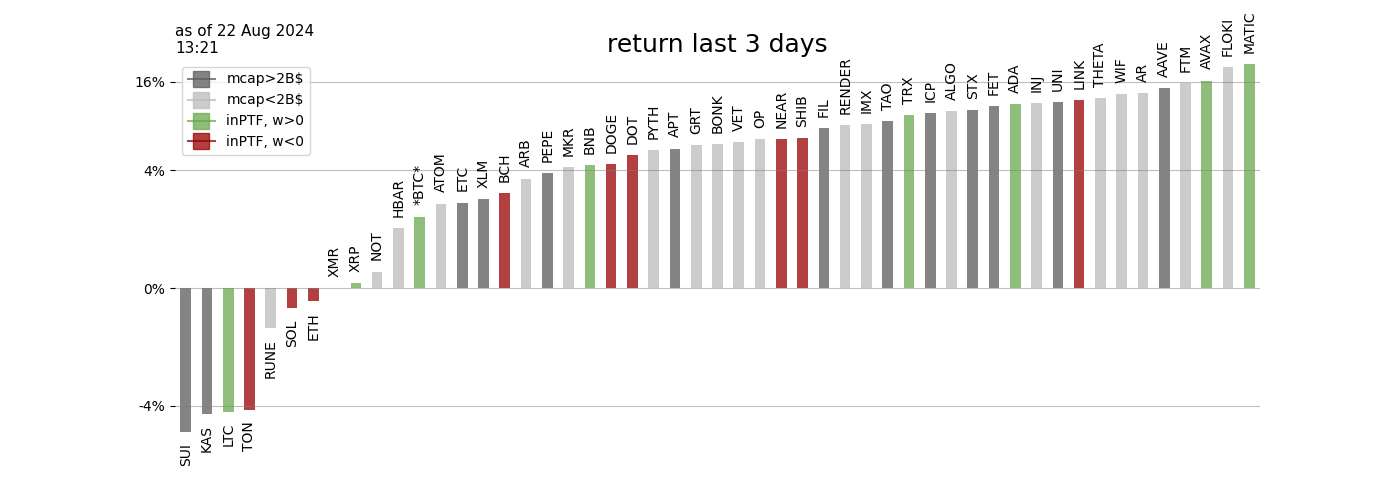 as of 22 Aug 2024
13:21
return last 3 days
mcap>2B$
mcap<2B$
inPTF, w>0
inPTF, w<0
16%
4%
0%
-4%
SUI
KAS
LTC
TON
RUNE
SOL
ETH
XMR
XRP
NOT
HBAR
*BTC*
ATOM
ETC
XLM
BCH
ARB
PEPE
MKR
BNB
DOGE
DOT
PYTH
APT
GRT
BONK
VET
OP
NEAR
SHIB
FIL
RENDER
IMX
TAO
TRX
ICP
ALGO
STX
FET
ADA
INJ
UNI
LINK
THETA
WIF
AR
AAVE
FTM
AVAX
FLOKI
MATIC